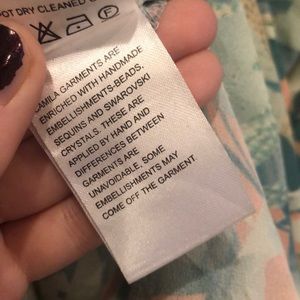 POT DRY CLEANED
CAMILA GARMENTS ARE
ENRICHED WITH HANDMADE
EMBELLISHMENTS-BEADS,
SEQUINS AND SWAROVSKI
CRYSTALS. THESE ARE
APPLIED BY HAND AND
DIFFERENCES BETWEEN
GARMENTS ARE
UNAVOIDABLE, SOME
EMBELLISHMENTS MAY
COME OFF THE GARMENT.